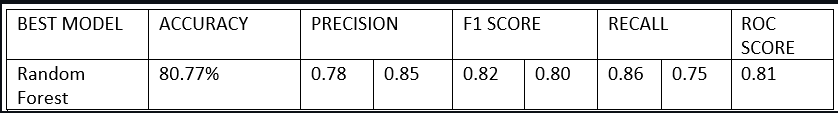 BEST MODEL ACCURACY PRECISION F1 SCORE RECALL ROC SCORE
Random Forest 80.77% 0.78 0.85 0.82 0.80 0.86 0.75 0.81